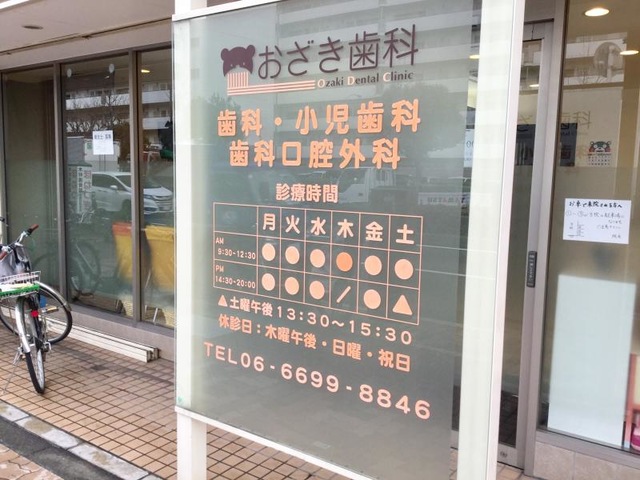 おざき歯科
Ozaki Dental Clinic
歯科・小児歯科
歯科口腔外科
診療時間
月 火 水 木 金 土
AM
9:30-12:30 ● ● ● ● ● ●
PM
14:30-20:00 ● ● ● / ● ▲
▲土曜午後13:30～15:30
休診日：木曜午後・日曜・祝日
TEL06-6699-8846